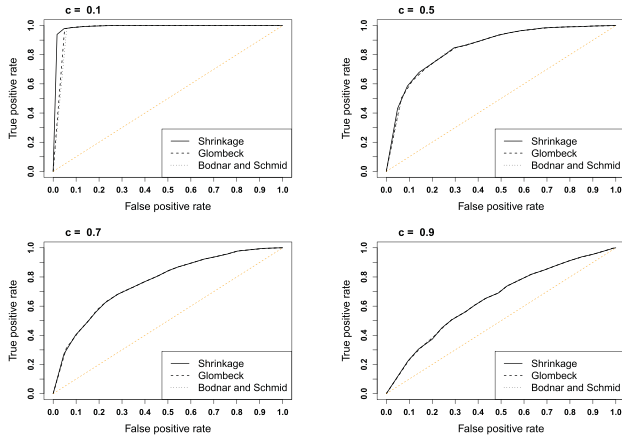 c = 0.1
True positive rate
1.0
0.8
0.6
0.4
0.2
0.0
Shrinkage
Glombeck
Bodnar and Schmid
0.0 0.1 0.2 0.3 0.4 0.5 0.6 0.7 0.8 0.9 1.0
False positive rate
c = 0.5
True positive rate
1.0
0.8
0.6
0.4
0.2
0.0
Shrinkage
Glombeck
Bodnar and Schmid
0.0 0.1 0.2 0.3 0.4 0.5 0.6 0.7 0.8 0.9 1.0
False positive rate
c = 0.7
True positive rate
1.0
0.8
0.6
0.4
0.2
0.0
Shrinkage
Glombeck
Bodnar and Schmid
0.0 0.1 0.2 0.3 0.4 0.5 0.6 0.7 0.8 0.9 1.0
False positive rate
c = 0.9
True positive rate
1.0
0.8
0.6
0.4
0.2
0.0
Shrinkage
Glombeck
Bodnar and Schmid
0.0 0.1 0.2 0.3 0.4 0.5 0.6 0.7 0.8 0.9 1.0
False positive rate